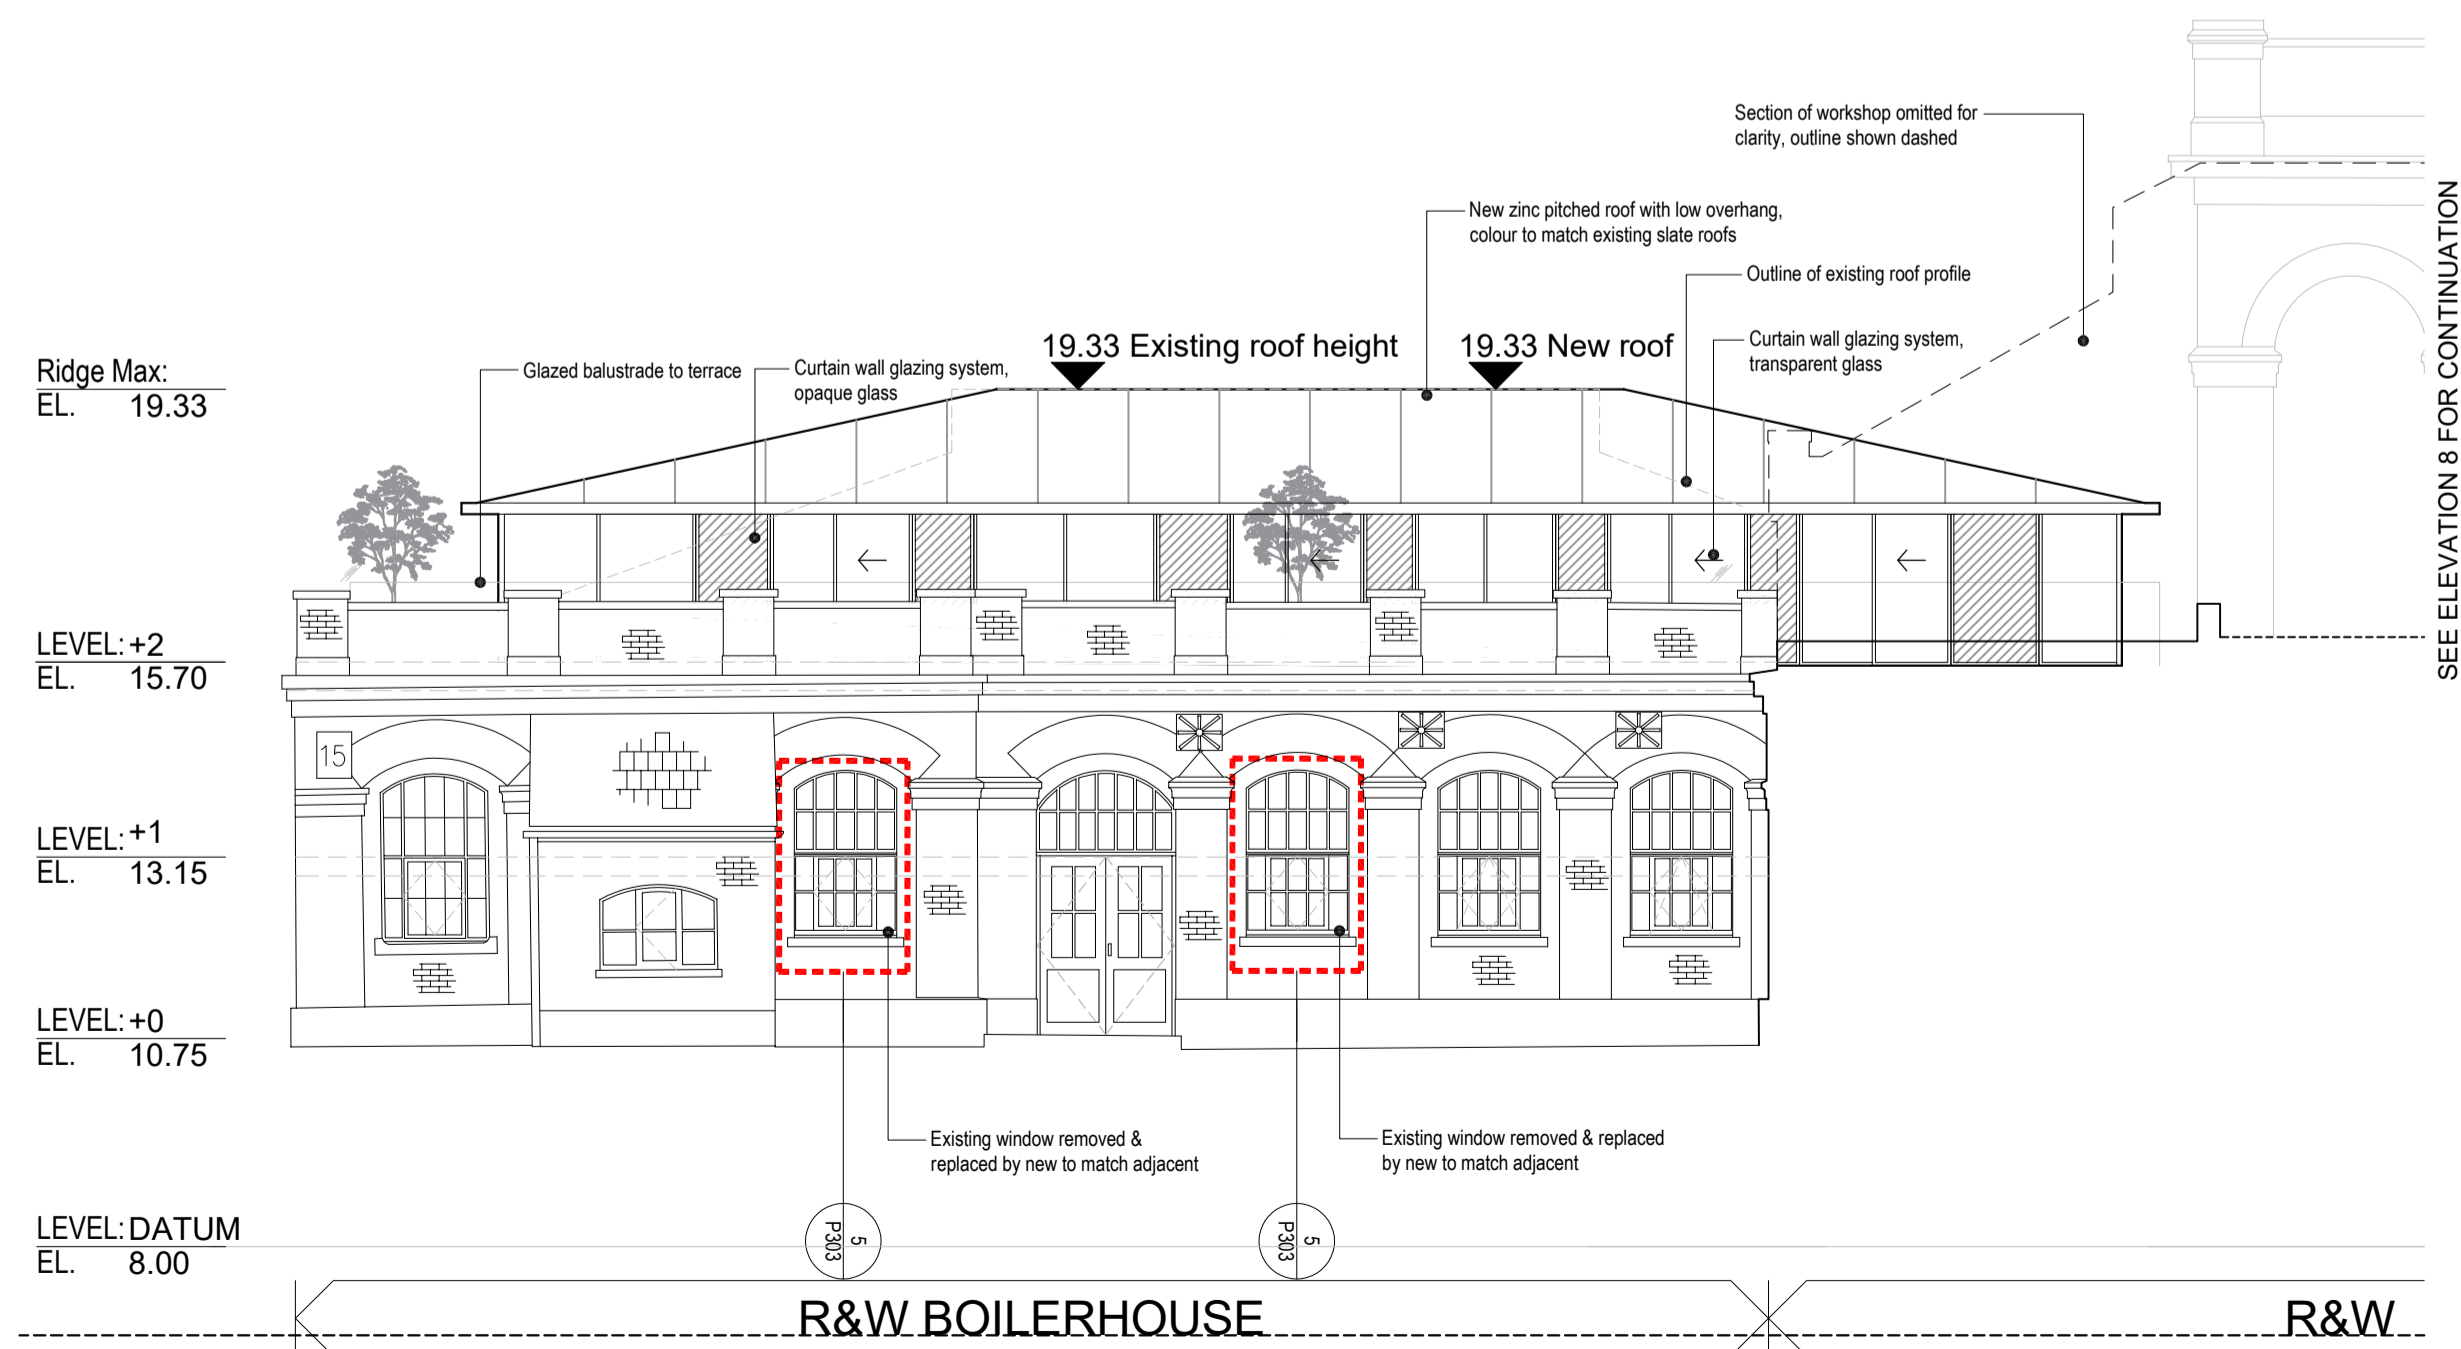 Section of workshop omitted for
clarity, outline shown dashed
New zinc pitched roof with low overhang,
colour to match existing slate roofs
Outline of existing roof profile
19.33 Existing roof height
19.33 New roof
Curtain wall glazing system,
transparent glass
Glazed balustrade to terrace
Curtain wall glazing system,
opaque glass
Ridge Max:
EL. 19.33
LEVEL: +2
EL. 15.70
15
LEVEL: +1
EL. 13.15
LEVEL: +0
EL. 10.75
Existing window removed &
replaced by new to match adjacent
Existing window removed & replaced
by new to match adjacent
LEVEL: DATUM
EL. 8.00
5
P303
5
P303
R&W BOILERHOUSE
R&W
SEE ELEVATION 8 FOR CONTINUATION